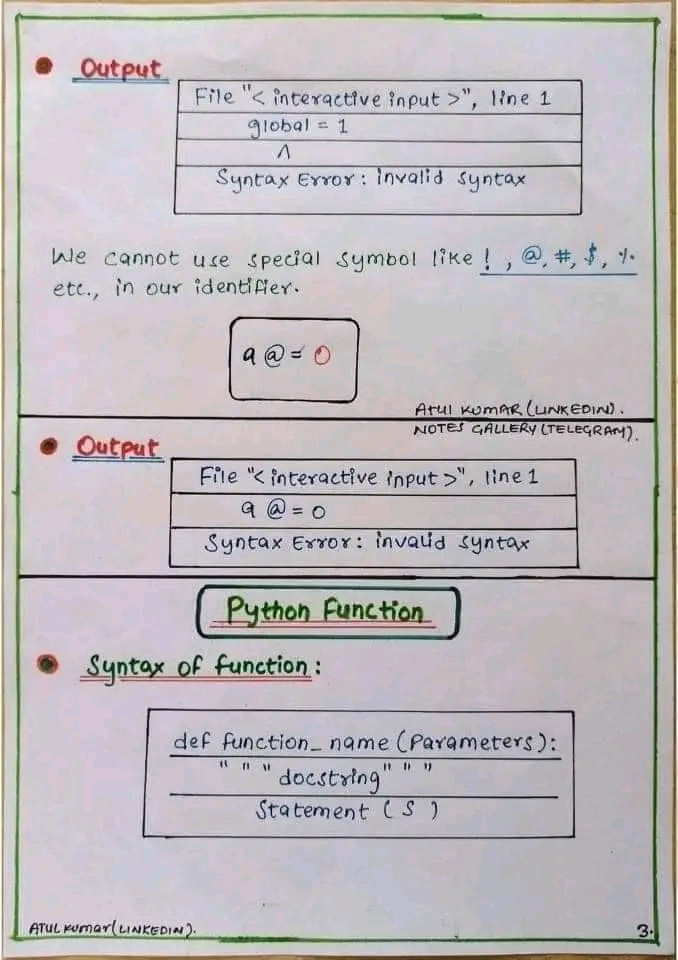 Output
File "< interactive input >", line 1
global = 1
^
Syntax Error : invalid syntax
We cannot use special symbol like !, @, #, $, %
etc., in our identifier.
a @ = 0
Atul Kumar (LINKEDIN).
NOTES GALLERY (TELEGRAM).
Output
File "< interactive input >", line 1
a @ = 0
Syntax Error : invalid syntax
Python Function
Syntax of function :
def function_name (Parameters):
" " " docstring " " "
Statement ( S )
ATUL Kumar (LINKEDIN).
3.